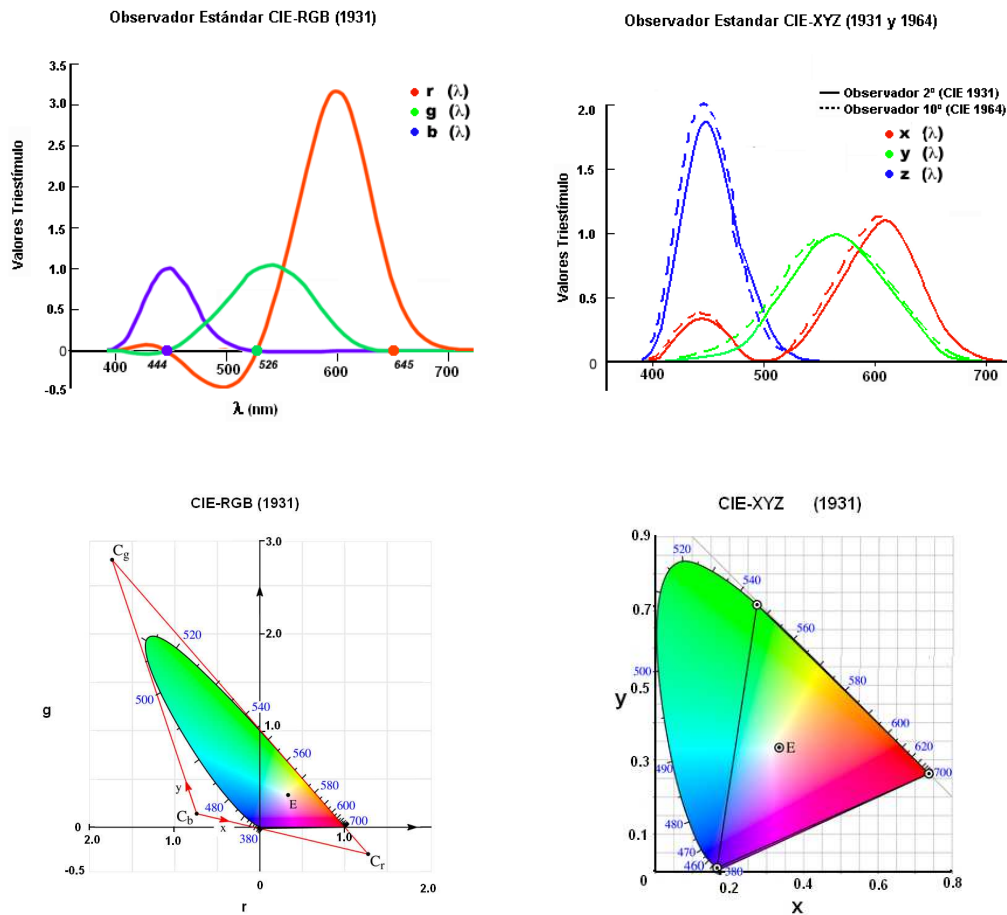 Observador Estándar CIE-RGB (1931)
Valores Triestímulo
3.5
3.0
2.5
2.0
1.5
1.0
0.5
0
-0.5
r (λ)
g (λ)
b (λ)
400 444 500 526 600 645 700
λ (nm)
Observador Estandar CIE-XYZ (1931 y 1964)
Observador 2º (CIE 1931)
Observador 10º (CIE 1964)
x (λ)
y (λ)
z (λ)
Valores Triestímulo
2.0
1.5
1.0
0.5
0
400 500 600 700
CIE-RGB (1931)
Cg
3.0
2.0
520
500
540
1.0
g
560
580
600
700
E
y
480
Cb
x
380
0
2.0 1.0 1.0
Cr
-0.5
0 2.0
r
CIE-XYZ (1931)
0.9
520
540
0.7
560
500
0.5
580
y
E
600
620
490
0.3
700
480
0.1
470
460
380
0 0.2 0.4 0.6 0.8
X